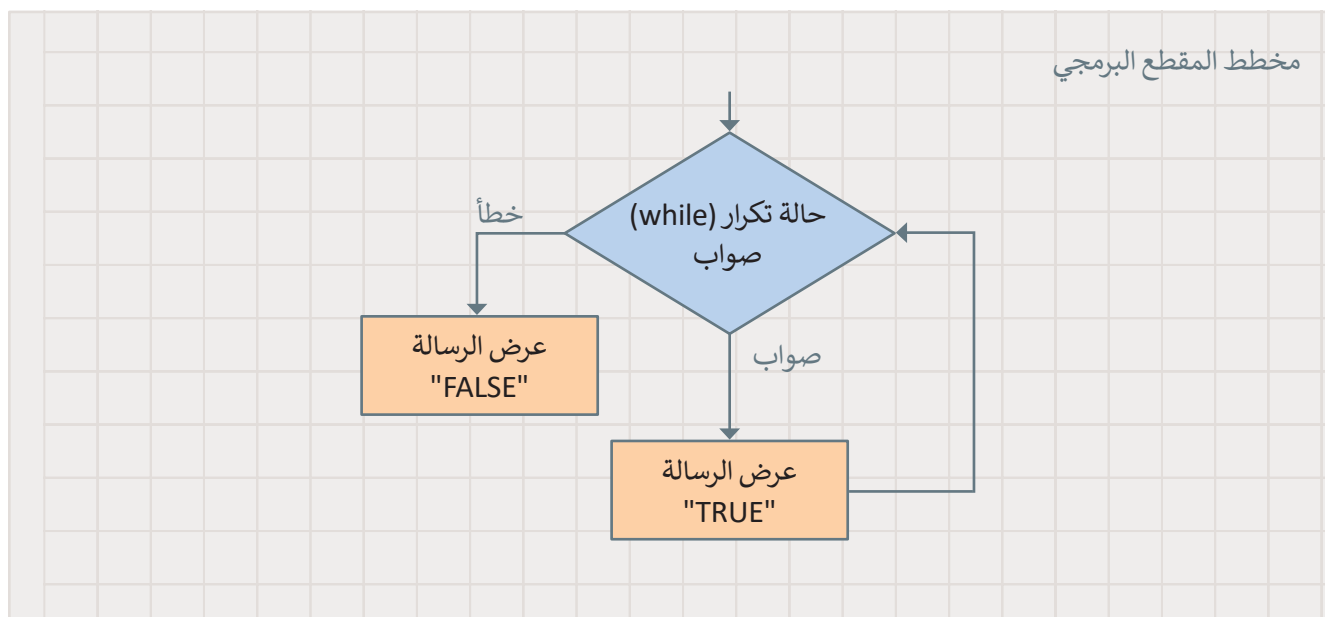 مخطط المقطع البرمجي
حالة تكرار (while)
صواب
خطأ
عرض الرسالة
"FALSE"
صواب
عرض الرسالة
"TRUE"